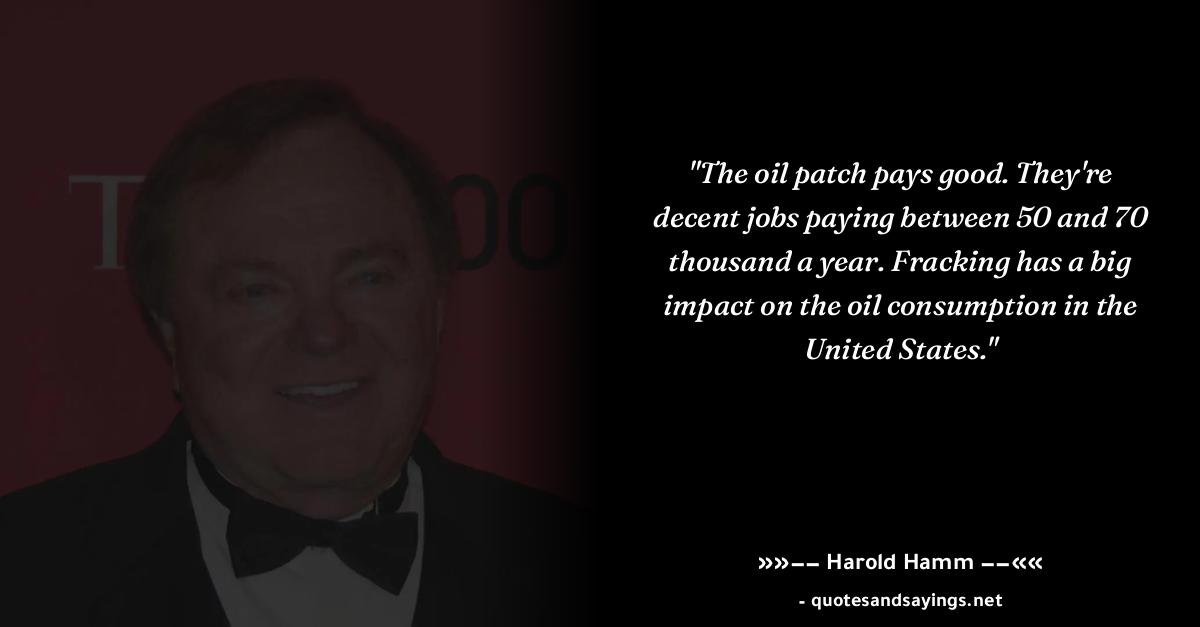 T 00
"The oil patch pays good. They're
decent jobs paying between 50 and 70
thousand a year. Fracking has a big
impact on the oil consumption in the
United States."
»»–– Harold Hamm ––««
- quotesandsayings.net